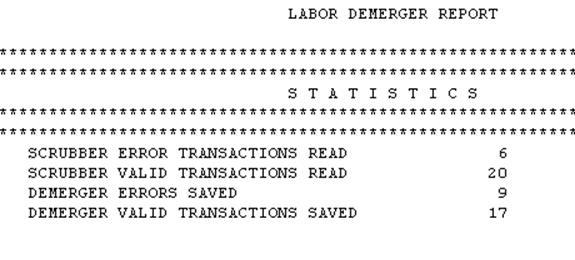 LABOR DEMERGER REPORT
*********************************************************
*********************************************************
S T A T I S T I C S
*********************************************************
*********************************************************
SCRUBBER ERROR TRANSACTIONS READ 6
SCRUBBER VALID TRANSACTIONS READ 20
DEMERGER ERRORS SAVED 9
DEMERGER VALID TRANSACTIONS SAVED 17